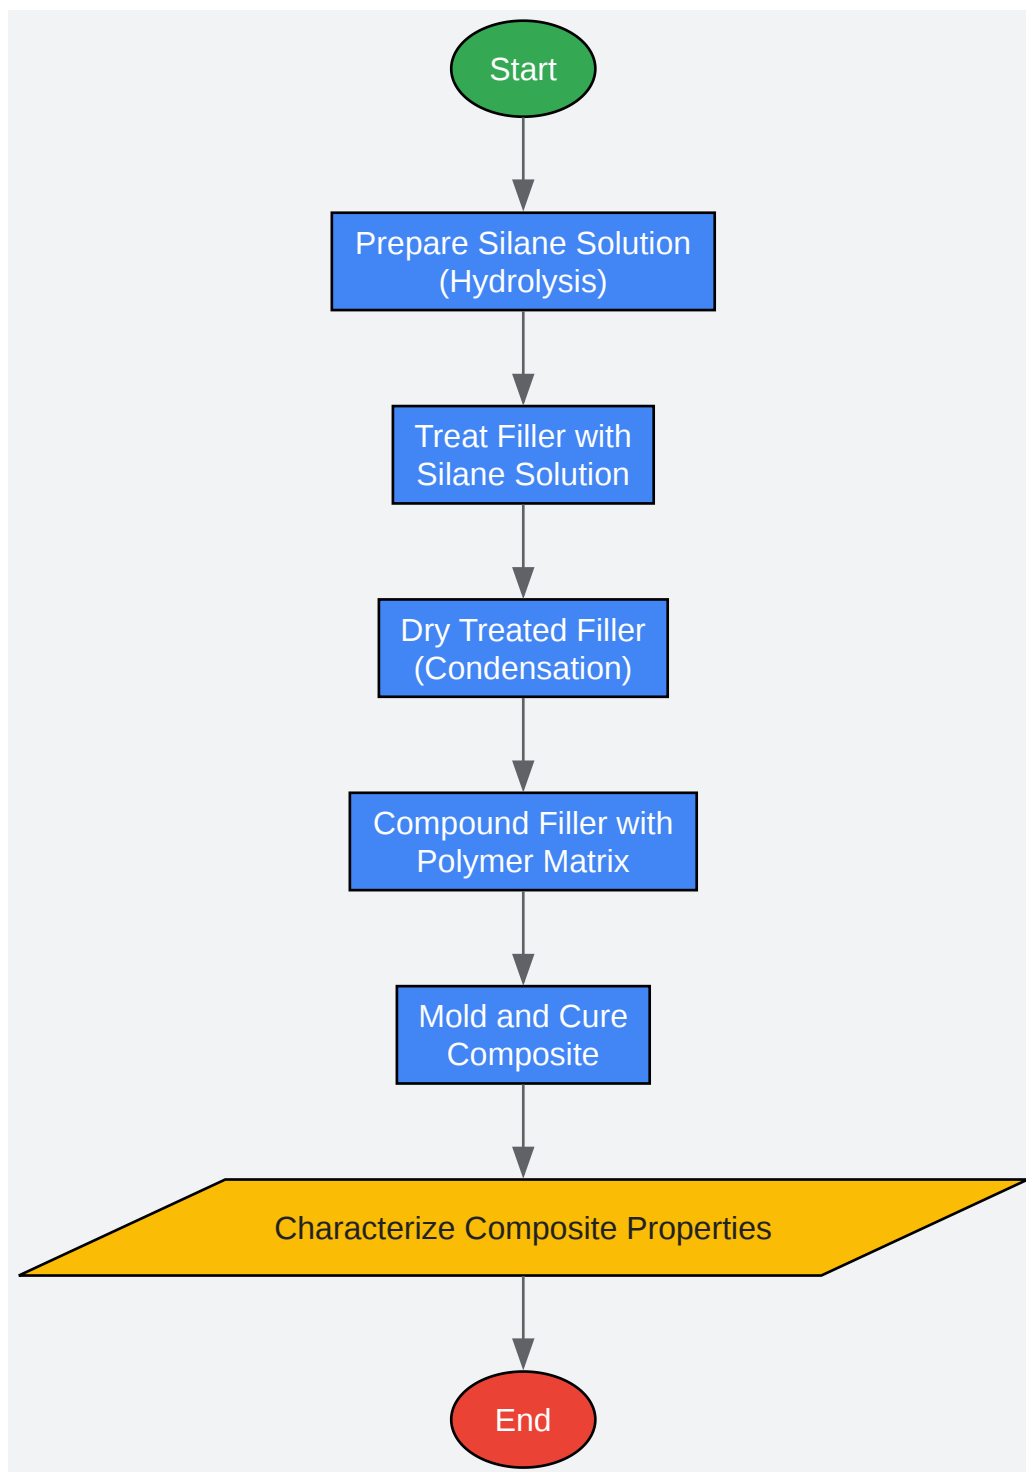 Start
Prepare Silane Solution
(Hydrolysis)
Treat Filler with
Silane Solution
Dry Treated Filler
(Condensation)
Compound Filler with
Polymer Matrix
Mold and Cure
Composite
Characterize Composite Properties
End